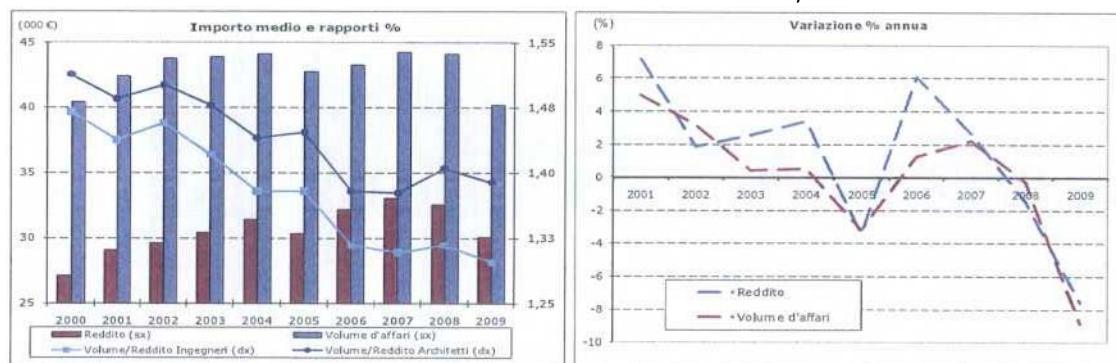 (000 €)
Importo medio e rapporti %
45
40
35
30
25
1,55
1,48
1,40
1,33
1,25
2000 2001 2002 2003 2004 2005 2006 2007 2008 2009
Reddito (sx)
Volume d'affari (sx)
Volume/Reddito Ingegneri (dx)
Volume/Reddito Architetti (dx)
(%)
Variazione % annua
8
6
4
2
0
-2
-4
-6
-8
-10
2001 2002 2003 2004 2005 2006 2007 2008 2009
Reddito
Volume d'affari